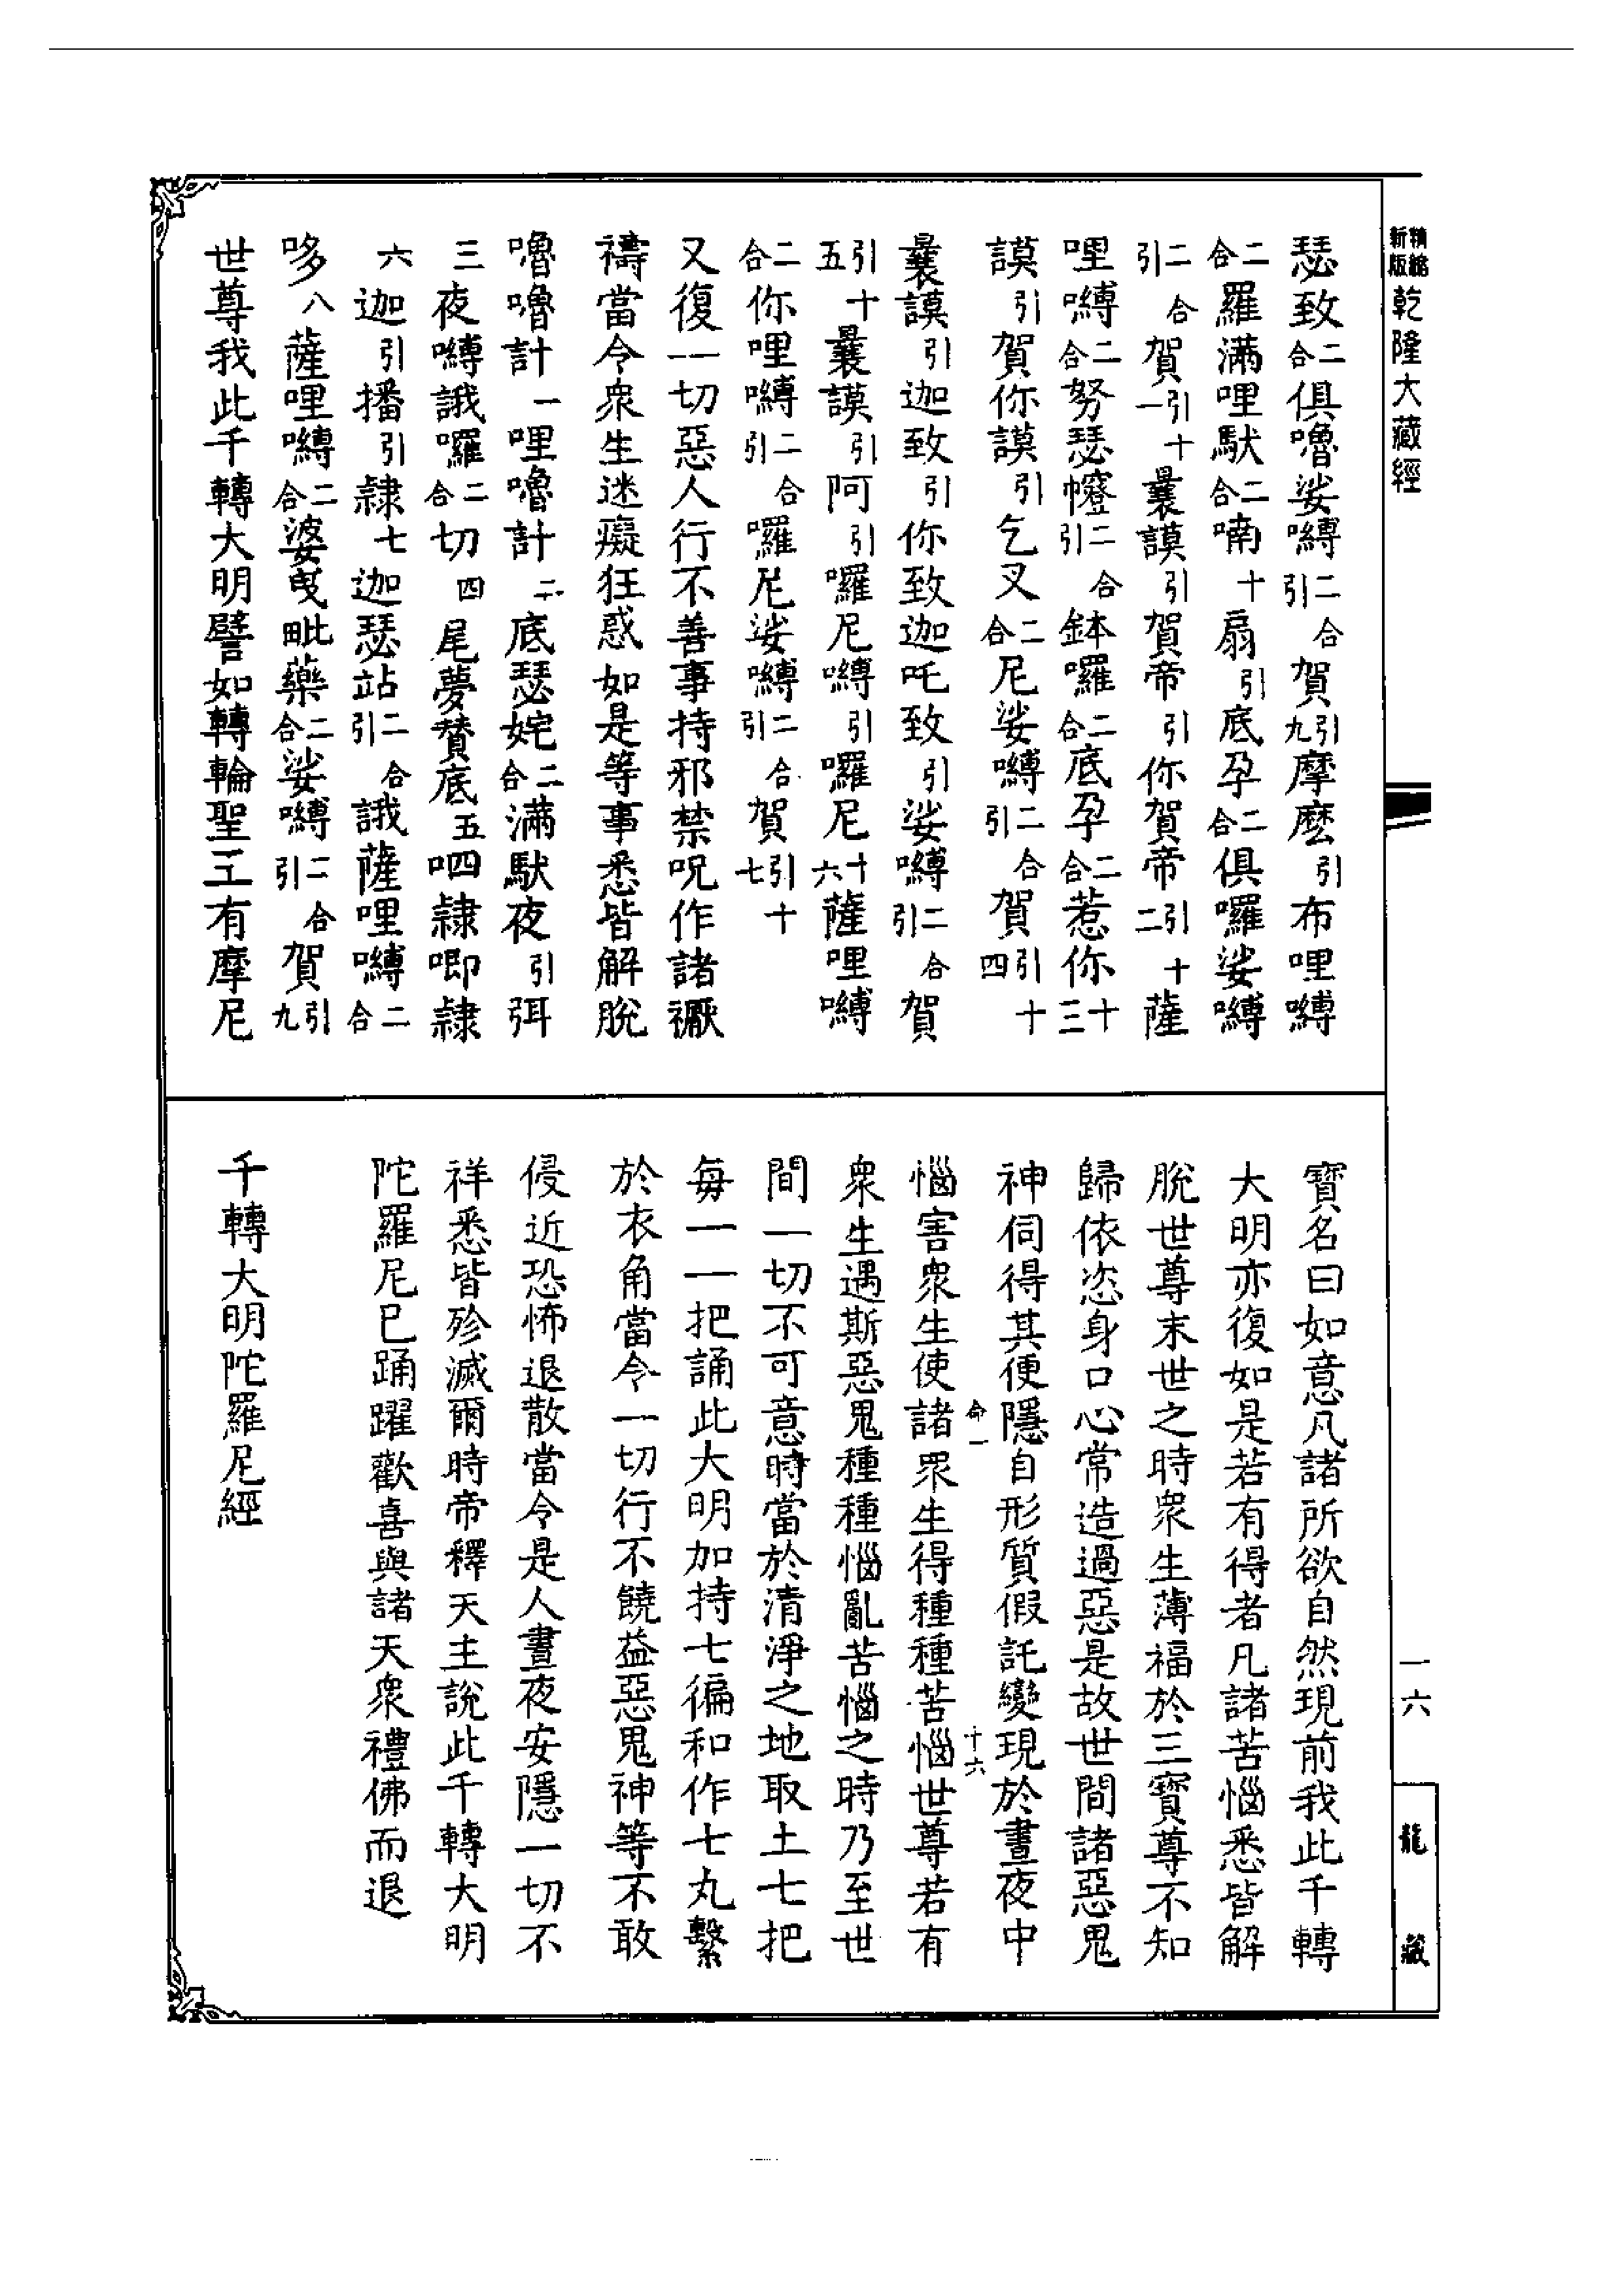 精縮新版乾隆大藏經
瑟致二合俱嚕娑嚩二合引賀引九摩麽引布哩嚩
二合羅滿哩馱二合喃十扇引底孕二合俱囉娑嚩
二合引賀引十一曩謨引賀帝引你賀帝引十二薩
哩嚩二合努瑟㡧二合引鉢囉二合底孕二合惹你十三
謨引賀你謨引乞叉二合尼娑嚩二合引賀引十四
曩謨引迦致引你致迦吒致引娑嚩二合引賀
引十五曩謨引阿引囉尼嚩引囉尼十六薩哩嚩
二合你哩嚩二合引囉尼娑嚩二合引賀引十七
又復一切惡人行不善事持邪禁呪作諸禰
禱當令衆生迷癡狂惑如是等事悉皆解脫
嚕嚕計一哩嚕計二底瑟姹二合滿馱夜引弭
三夜嚩誐囉二合切四尾夢賛底五呬隷唧隷
六迦引播引隷七迦瑟站二合引誐薩哩嚩二合
哆八薩哩嚩二合婆曳毗藥二合娑嚩二合引賀引九
世尊我此千轉大明譬如轉輪聖王有摩尼
寶名曰如意凡諸所欲自然現前我此千轉
大明亦復如是若有得者凡諸苦惱悉皆解
脫世尊末世之時衆生薄福於三寶尊不知
歸依恣身口心常造過惡是故世間諸惡鬼
神伺得其便隱自形質假託變現於晝夜中
命一 十六
惱害衆生使諸眾生得種種苦惱世尊若有
衆生遇斯惡鬼種種惱亂苦惱之時乃至世
間一切不可意時當於清淨之地取土七把
每一一把誦此大明加持七徧和作七丸繫
於衣角當令一切行不饒益惡鬼神等不敢
侵近恐怖退散當令是人晝夜安隱一切不
祥悉皆殄滅爾時帝釋天主說此千轉大明
陀羅尼已踊躍歡喜與諸天衆禮佛而退
千轉大明陀羅尼經
一六
龍藏